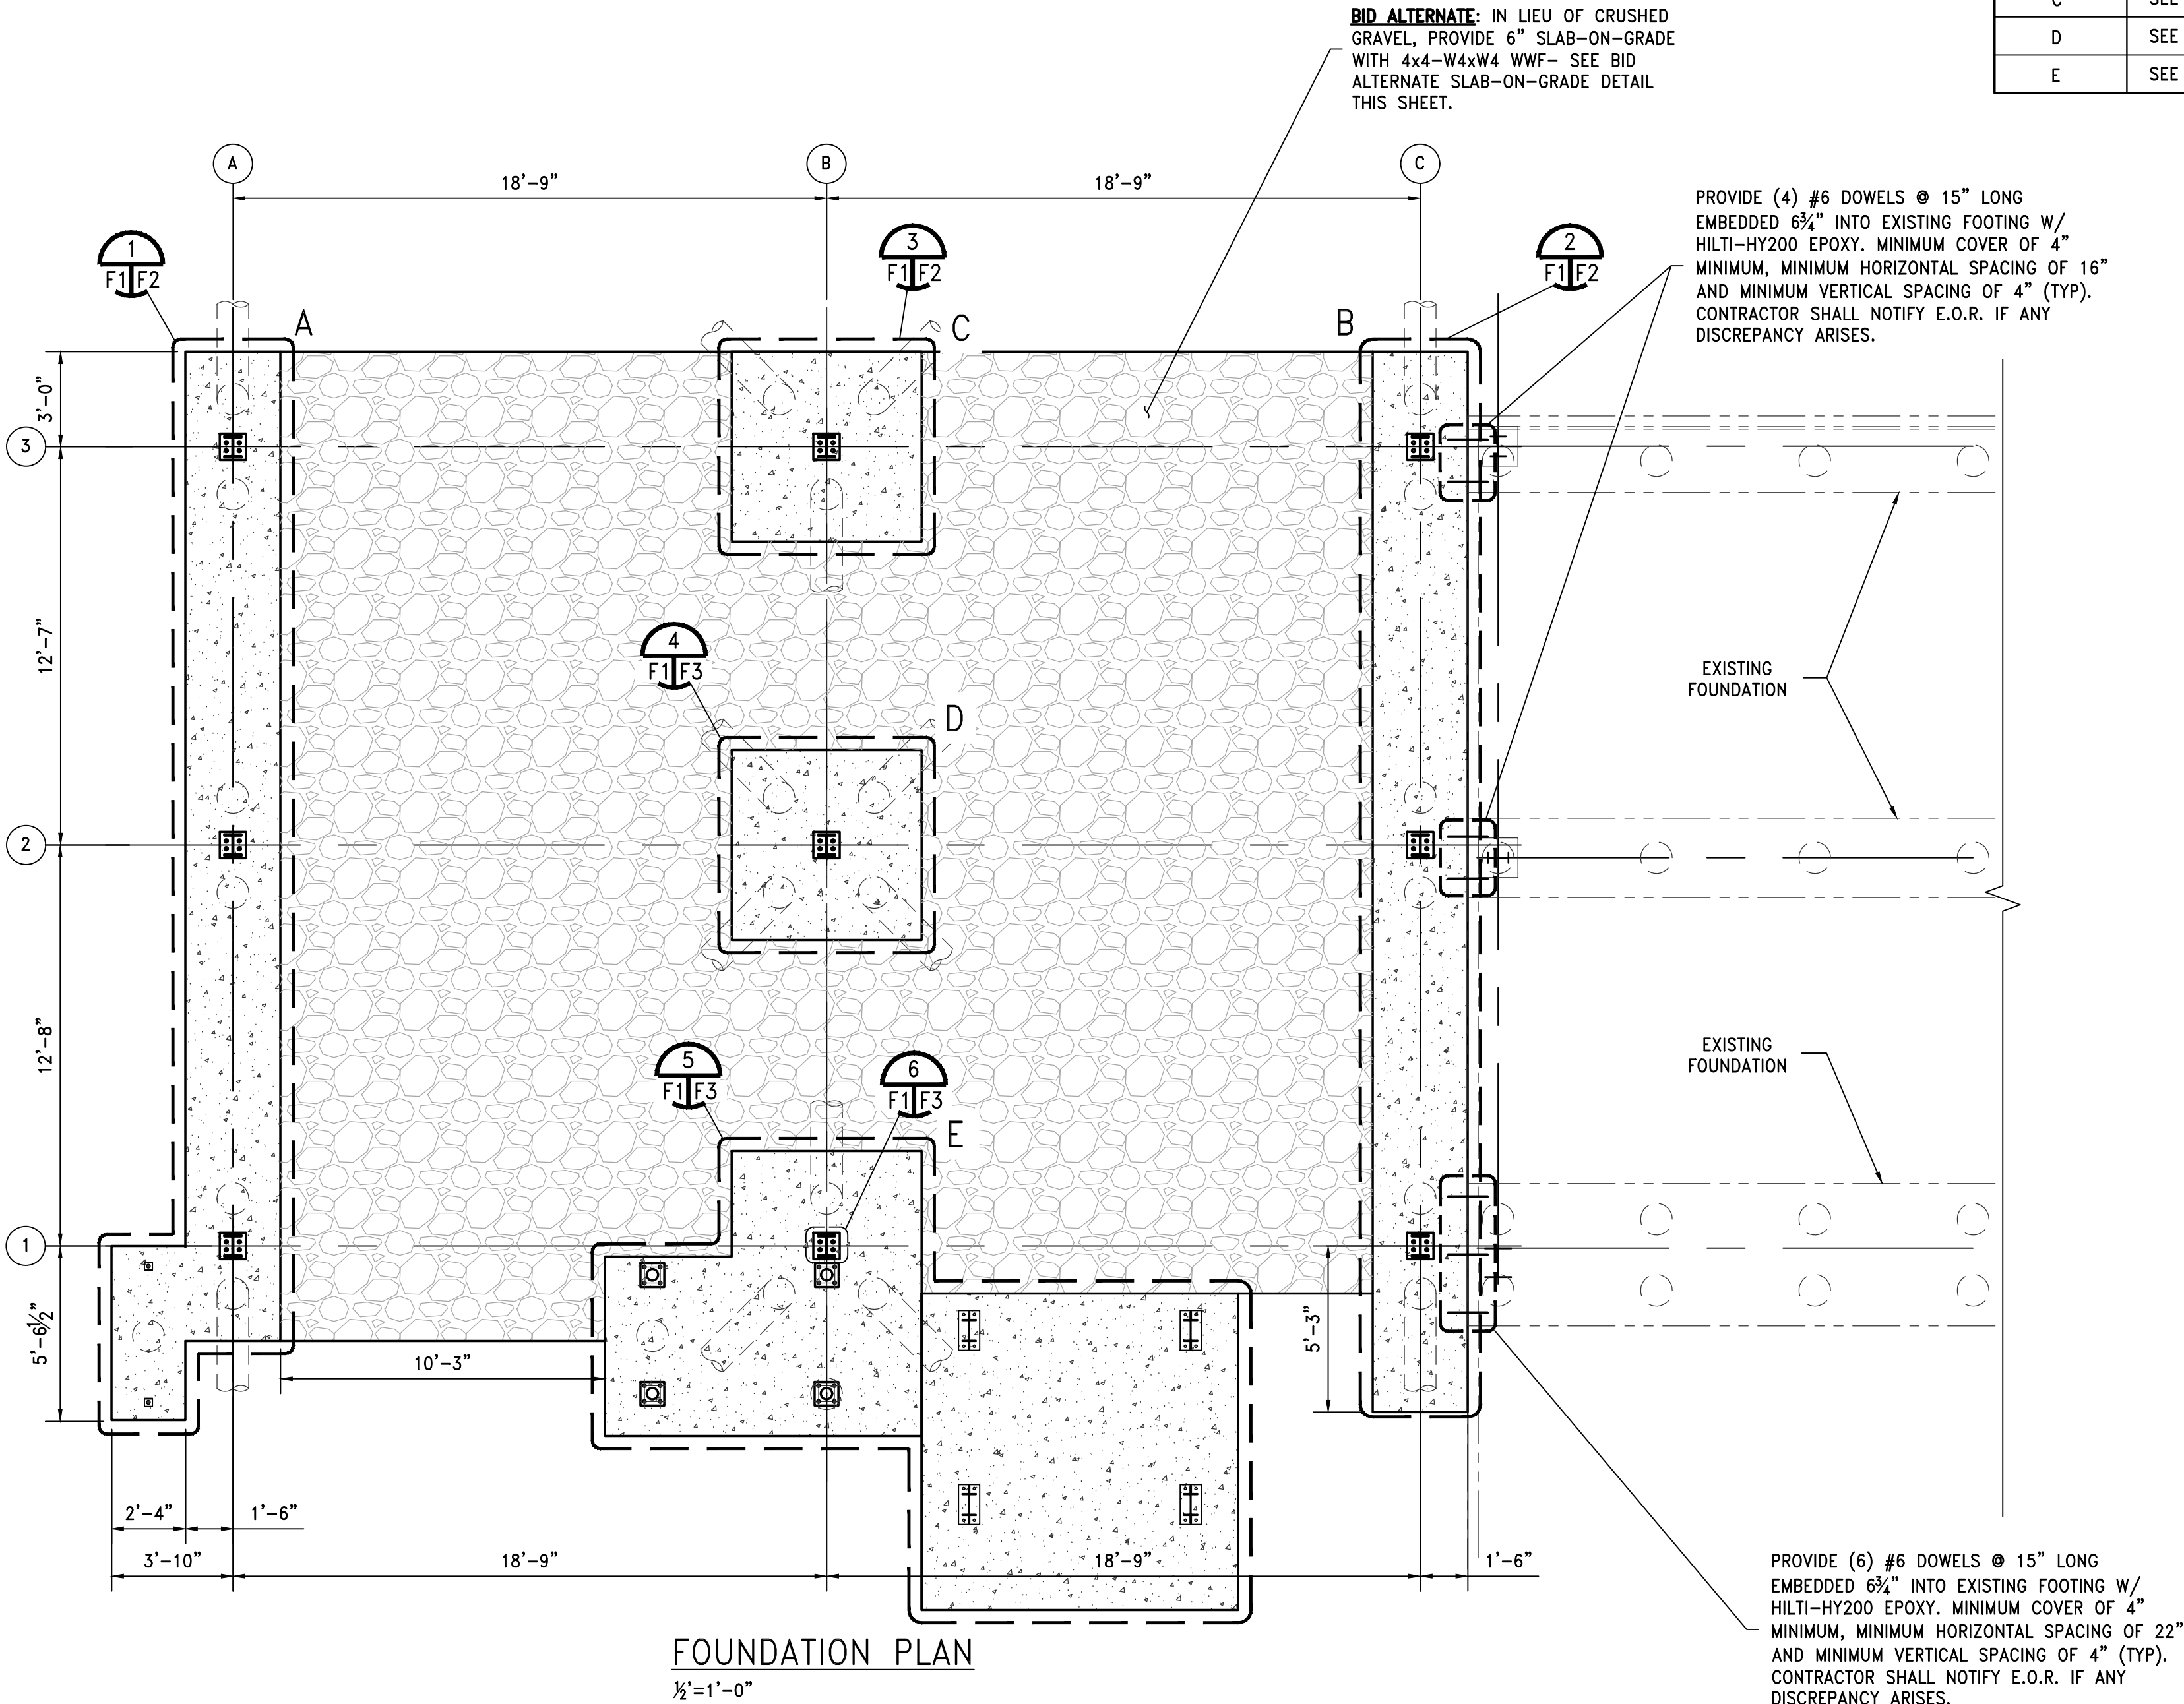 BID ALTERNATE: IN LIEU OF CRUSHED
GRAVEL, PROVIDE 6” SLAB-ON-GRADE
WITH 4x4-W4xW4 WWF- SEE BID
ALTERNATE SLAB-ON-GRADE DETAIL
THIS SHEET.
D SEE
E SEE
A
B
C
18'-9”
18'-9”
PROVIDE (4) #6 DOWELS @ 15” LONG
EMBEDDED 6¾” INTO EXISTING FOOTING W/
HILTI-HY200 EPOXY. MINIMUM COVER OF 4”
MINIMUM, MINIMUM HORIZONTAL SPACING OF 16”
AND MINIMUM VERTICAL SPACING OF 4” (TYP).
CONTRACTOR SHALL NOTIFY E.O.R. IF ANY
DISCREPANCY ARISES.
1
F1 F2
3
F1 F2
2
F1 F2
A
C
B
3'-0”
3
12'-7”
4
F1 F3
EXISTING
FOUNDATION
D
2
12'-8”
5
F1 F3
6
F1 F3
EXISTING
FOUNDATION
E
1
5'-6½”
5'-3”
10'-3”
2'-4”
1'-6”
3'-10”
18'-9”
18'-9”
1'-6”
PROVIDE (6) #6 DOWELS @ 15” LONG
EMBEDDED 6¾” INTO EXISTING FOOTING W/
HILTI-HY200 EPOXY. MINIMUM COVER OF 4”
MINIMUM, MINIMUM HORIZONTAL SPACING OF 22”
AND MINIMUM VERTICAL SPACING OF 4” (TYP).
CONTRACTOR SHALL NOTIFY E.O.R. IF ANY
DISCREPANCY ARISES.
FOUNDATION PLAN
½'=1'-0”